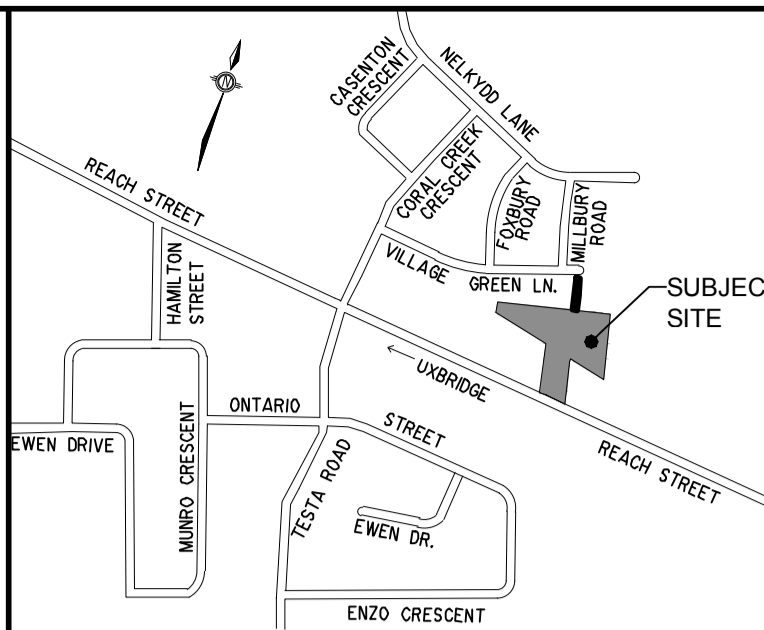 N
CASENTON
CRESCENT
NELKYDD LANE
REACH STREET
CORAL CREEK
CRESCENT
FOXBURY
ROAD
MILLBURY
ROAD
HAMILTON
STREET
VILLAGE GREEN LN.
SUBJEC
SITE
← UXBRIDGE
ONTARIO STREET
REACH STREET
EWEN DRIVE
MUNRO CRESCENT
TESTA ROAD
EWEN DR.
ENZO CRESCENT